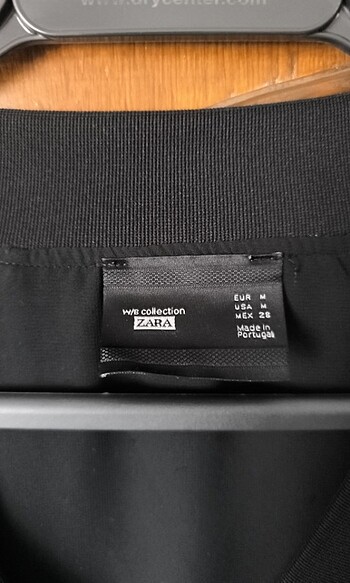 www.drycenter.com
W/B collection
ZARA
EUR M
USA M
MEX 28
Made in
Portugal